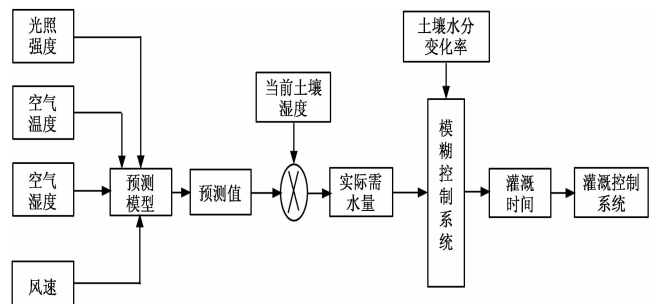 光照
强度
空气
温度
空气
湿度
风速
预测
模型
预测值
当前土壤
湿度
实际需
水量
土壤水分
变化率
模
糊
控
制
系
统
灌溉
时间
灌溉控制
系统